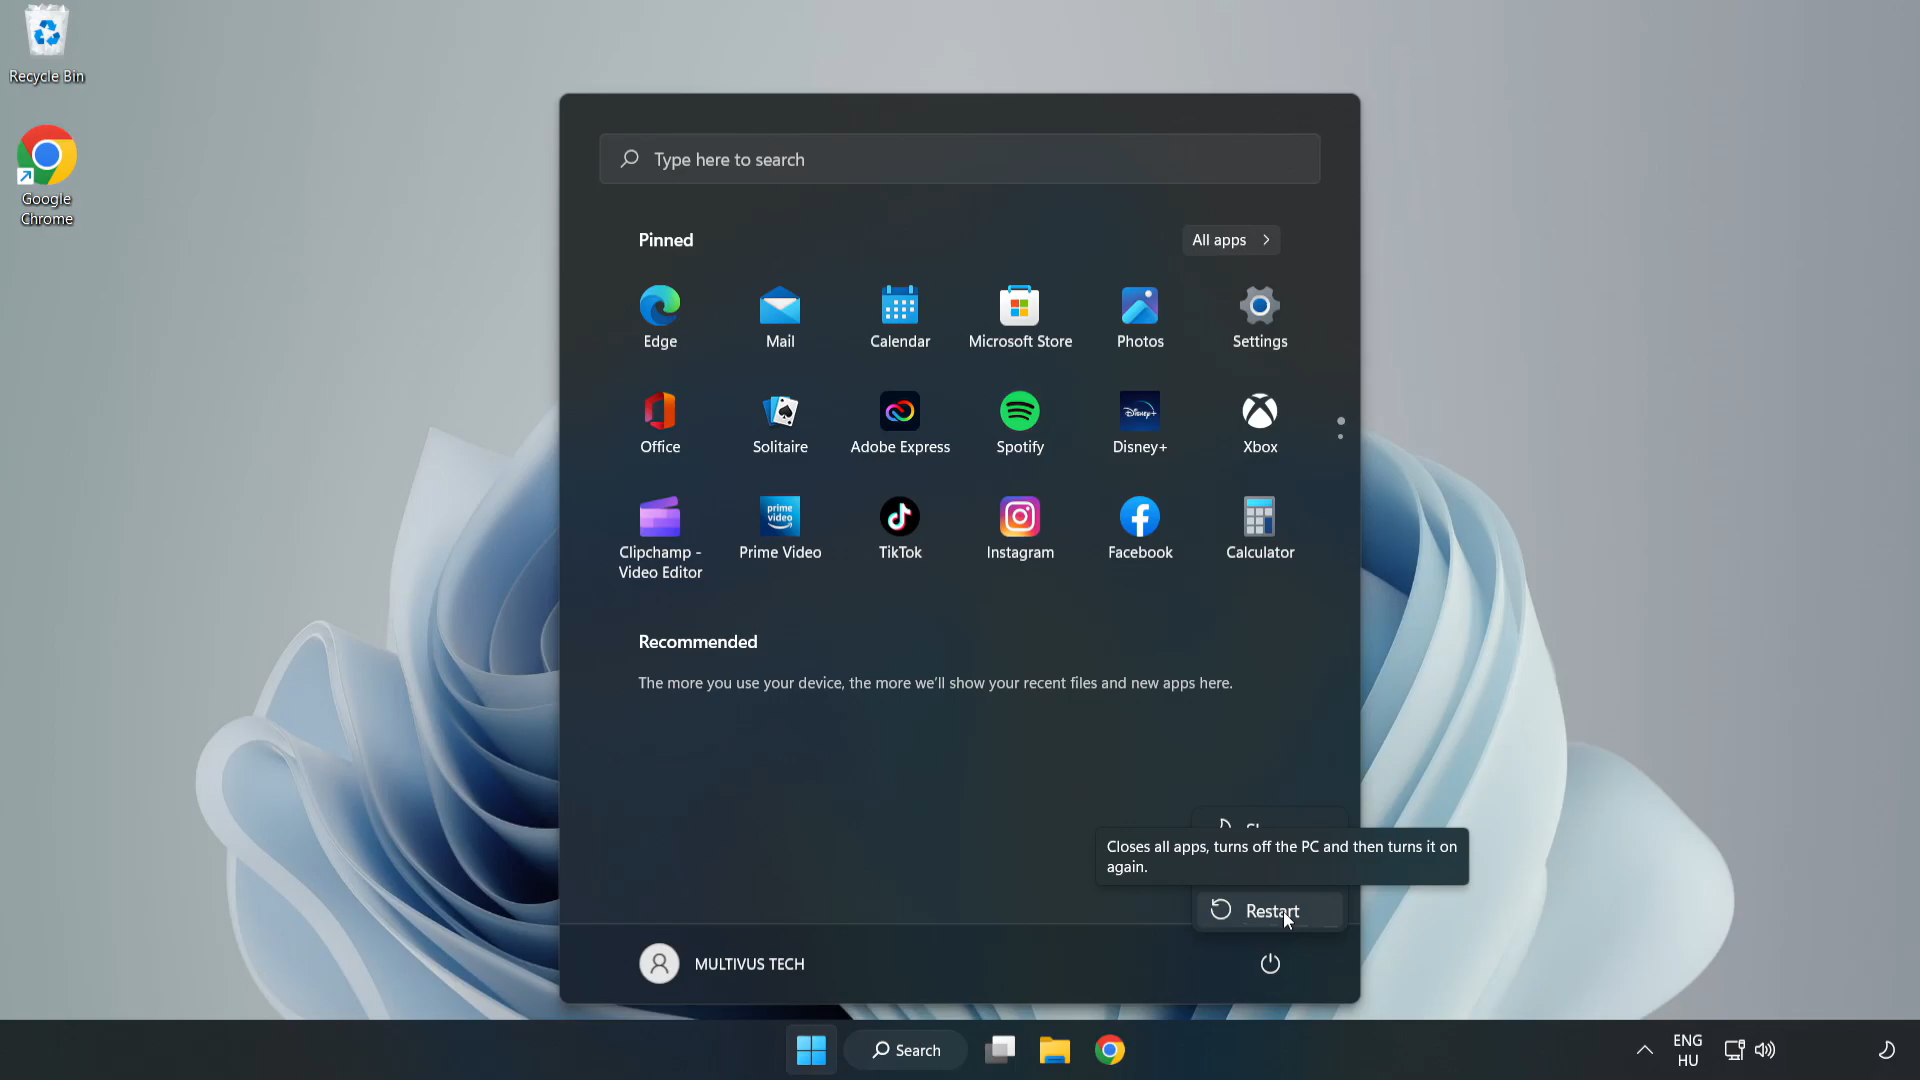 Recycle Bin
Google
Chrome
Type here to search
Pinned
All apps
Edge
Mail
Calendar
Microsoft Store
Photos
Settings
Office
Solitaire
Adobe Express
Spotify
Disney+
Disney+
Xbox
prime
video
Clipchamp -
Video Editor
Prime Video
TikTok
Instagram
Facebook
Calculator
Recommended
The more you use your device, the more we'll show your recent files and new apps here.
Closes all apps, turns off the PC and then turns it on
again.
Restart
MULTIVUS TECH
Search
ENG
HU